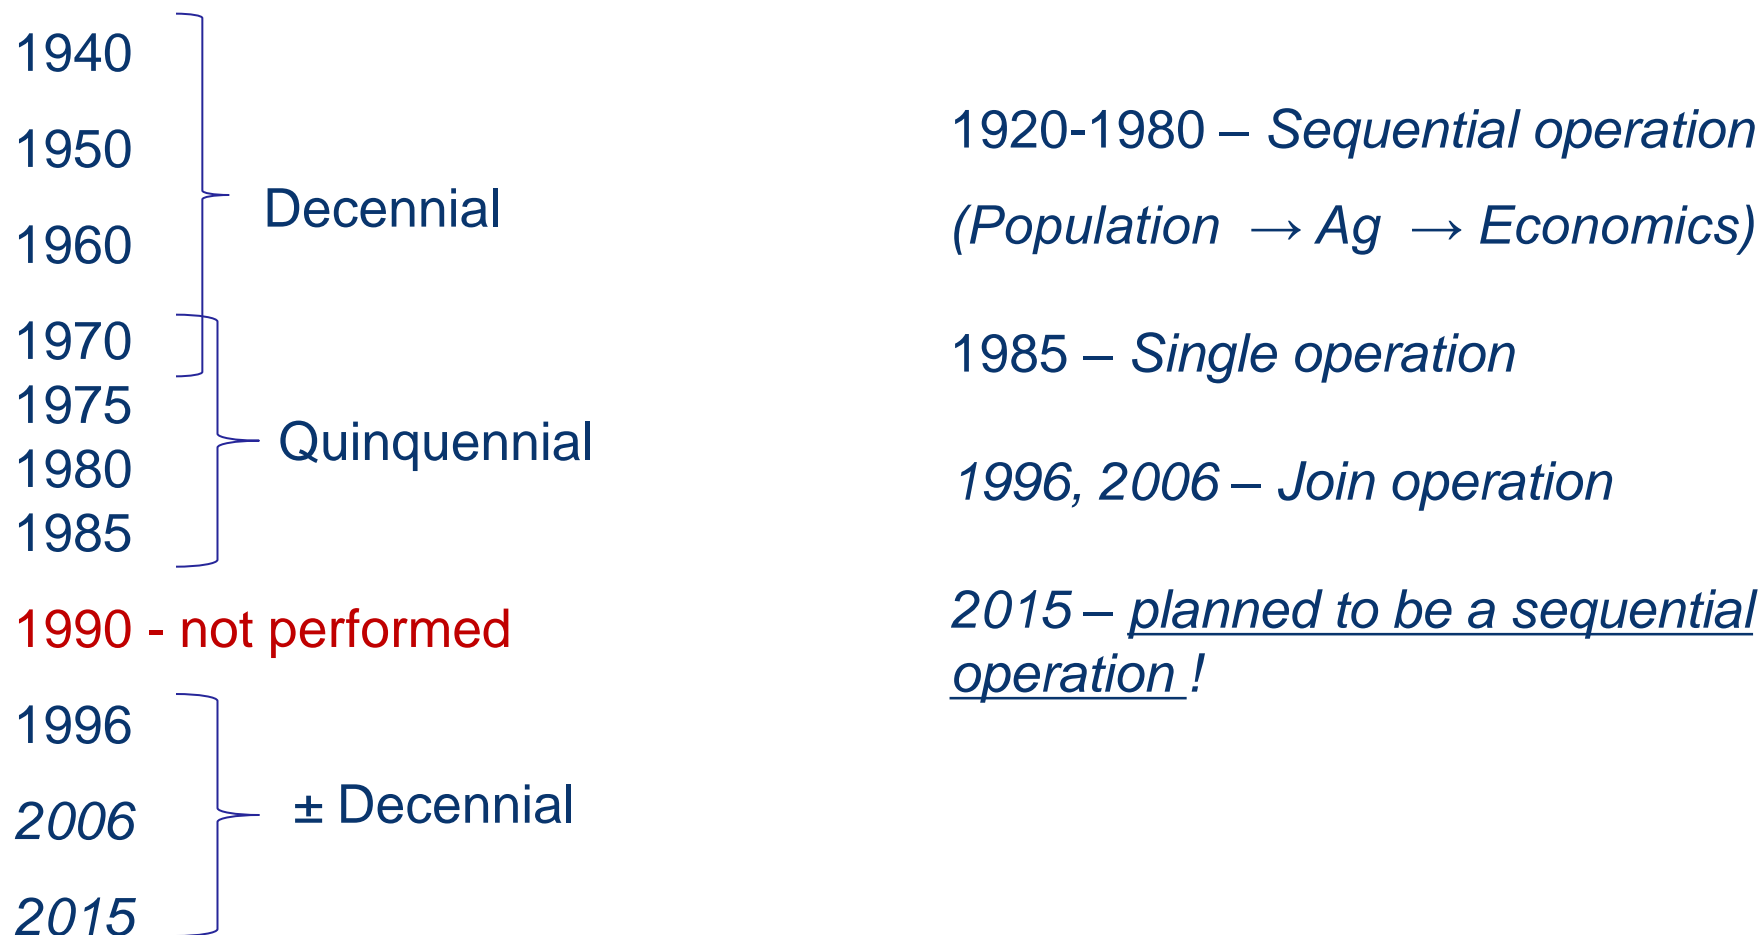 1940
1950
1960
Decennial
1970
1975
1980
1985
Quinquennial
1990 - not performed
1996
2006
2015
± Decennial
1920-1980 – Sequential operation
(Population → Ag → Economics)
1985 – Single operation
1996, 2006 – Join operation
2015 – planned to be a sequential
operation !